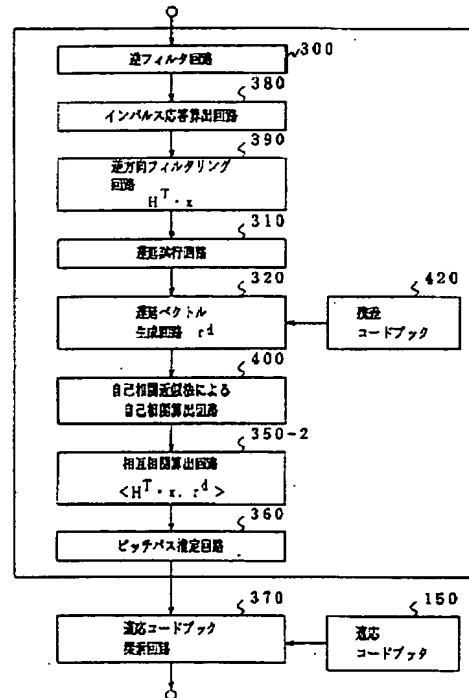 300
逆フィルタ回路
380
インパルス応答算出回路
390
逆方向フィルタリング
回路
H^T・x
310
遅延試行回路
320
遅延ベクトル
生成回路 r^d
420
残差
コードブック
400
自己相関近似法による
自己相関算出回路
350-2
相互相関算出回路
<H^T・x, r^d>
360
ピッチパス推定回路
370
適応コードブック
探索回路
150
適応
コードブック